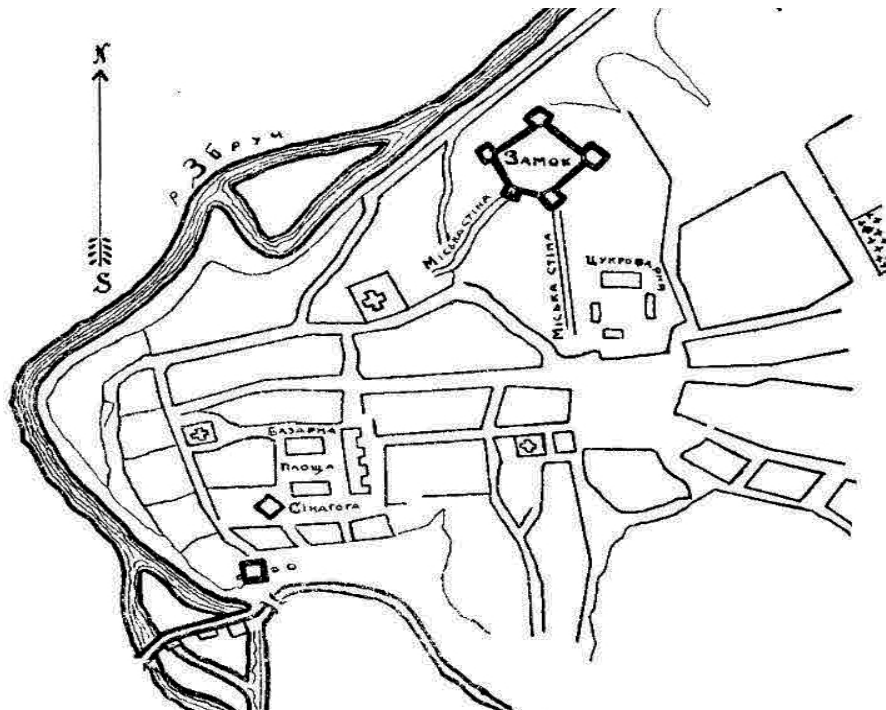 N
р. Збруч
Замок
Міська стіна
Міська стіна
Цукроварня
S
Базарна
площа
Сінагога